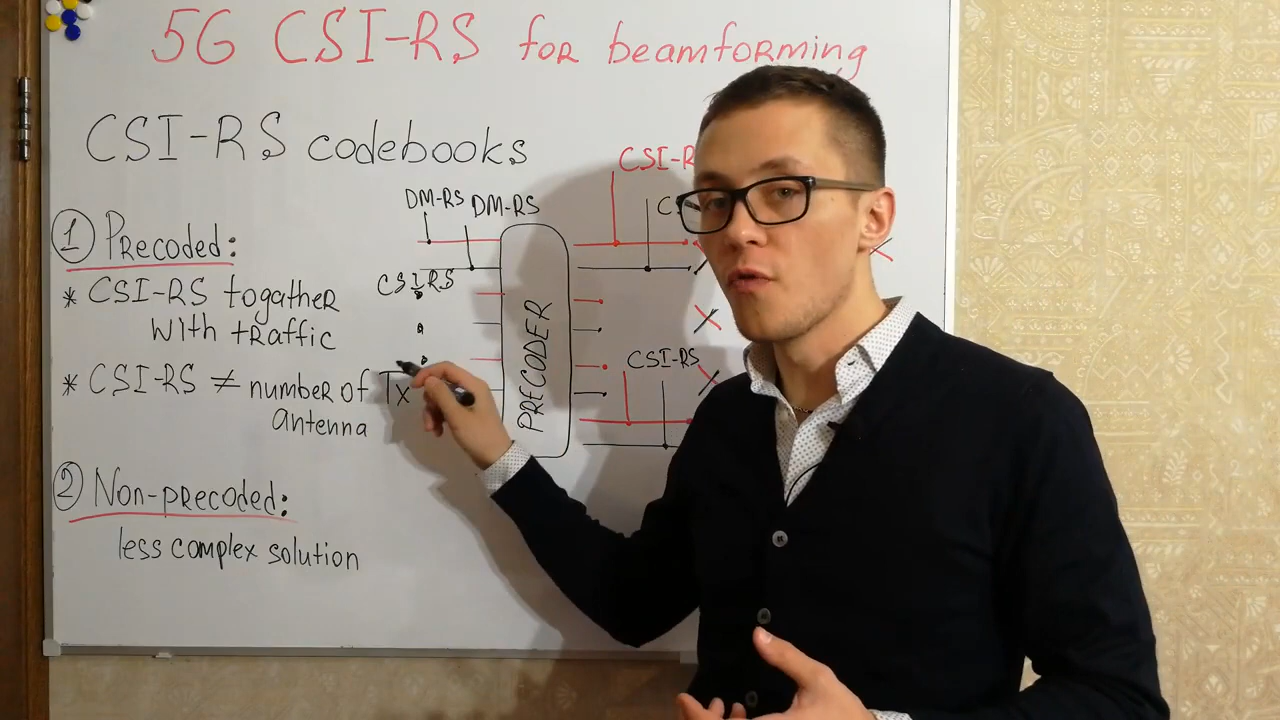 5G CSI-RS for beamforming
CSI-RS codebooks
① Precoded:
* CSI-RS togather
with traffic
* CSI-RS ≠ number of Tx
antenna
② Non-precoded:
less complex solution
DM-RS DM-RS
CSI-RS
PRECODER
CSI-R
C
CSI-RS